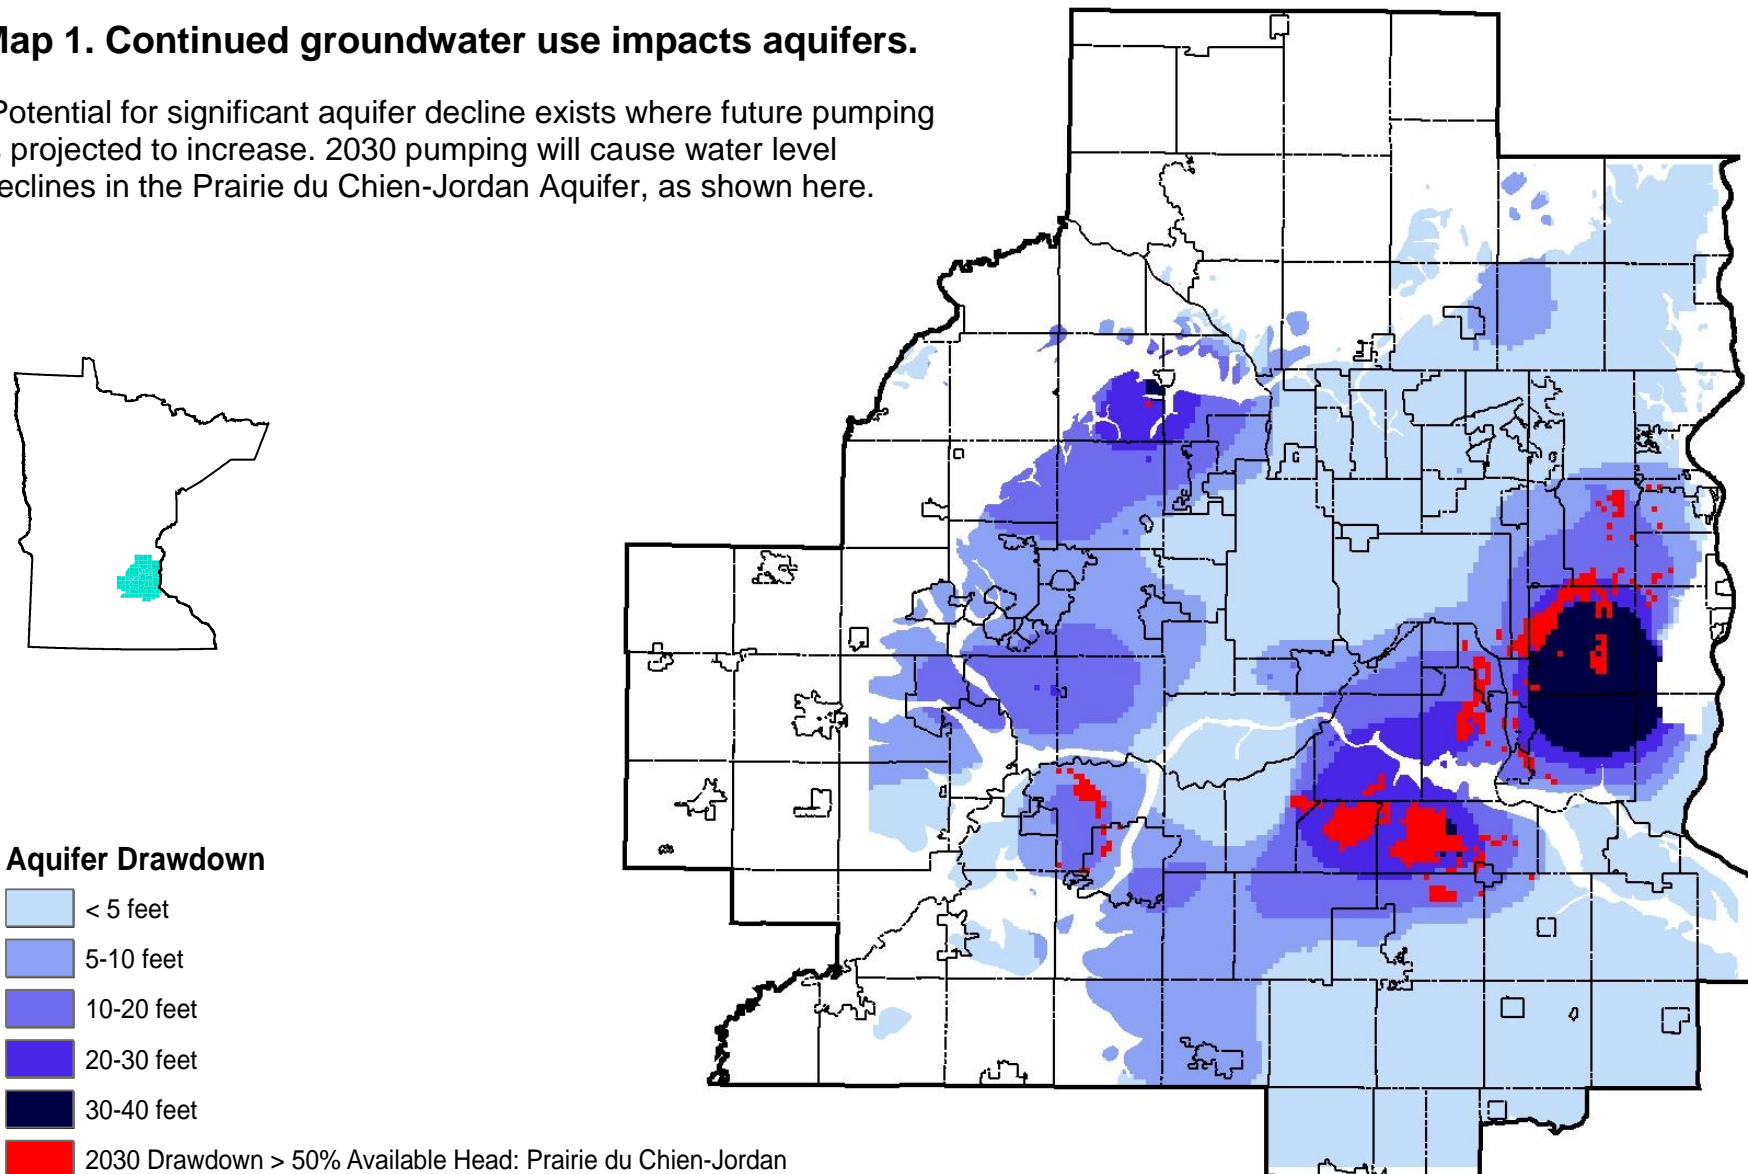 Map 1. Continued groundwater use impacts aquifers.
Potential for significant aquifer decline exists where future pumping
s projected to increase. 2030 pumping will cause water level
eclines in the Prairie du Chien-Jordan Aquifer, as shown here.
Aquifer Drawdown
< 5 feet
5-10 feet
10-20 feet
20-30 feet
30-40 feet
2030 Drawdown > 50% Available Head: Prairie du Chien-Jordan